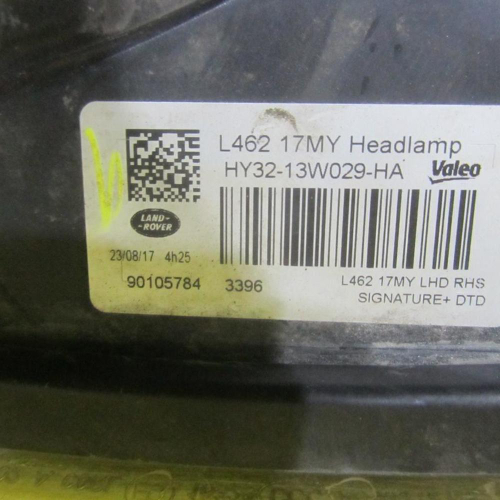 L462 17MY Headlamp
HY32-13W029-HA
Valeo
LAND-
-ROVER
23/08/17 4h25
90105784 3396
L462 17MY LHD RHS
SIGNATURE+ DTD